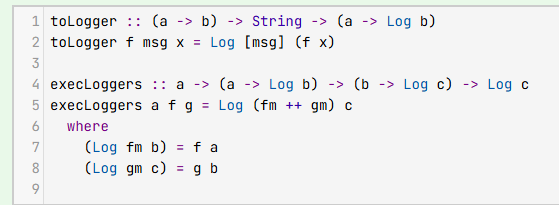 1 toLogger :: (a -> b) -> String -> (a -> Log b)
2 toLogger f msg x = Log [msg] (f x)
3
4 execLoggers :: a -> (a -> Log b) -> (b -> Log c) -> Log c
5 execLoggers a f g = Log (fm ++ gm) c
6   where
7     (Log fm b) = f a
8     (Log gm c) = g b
9